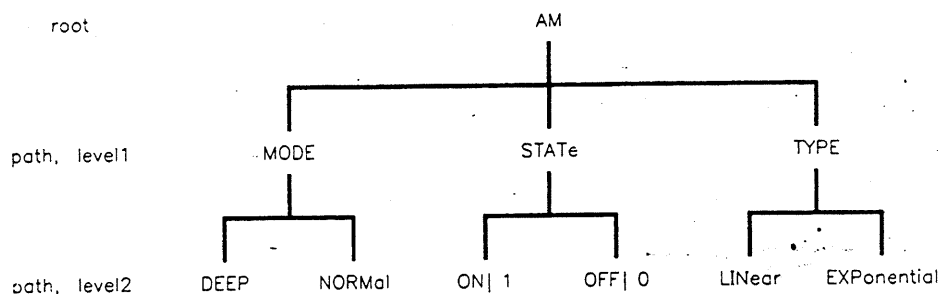 root AM
path, level1 MODE STATe TYPE
path, level2 DEEP NORMal ON| 1 OFF| 0 LINear EXPonential